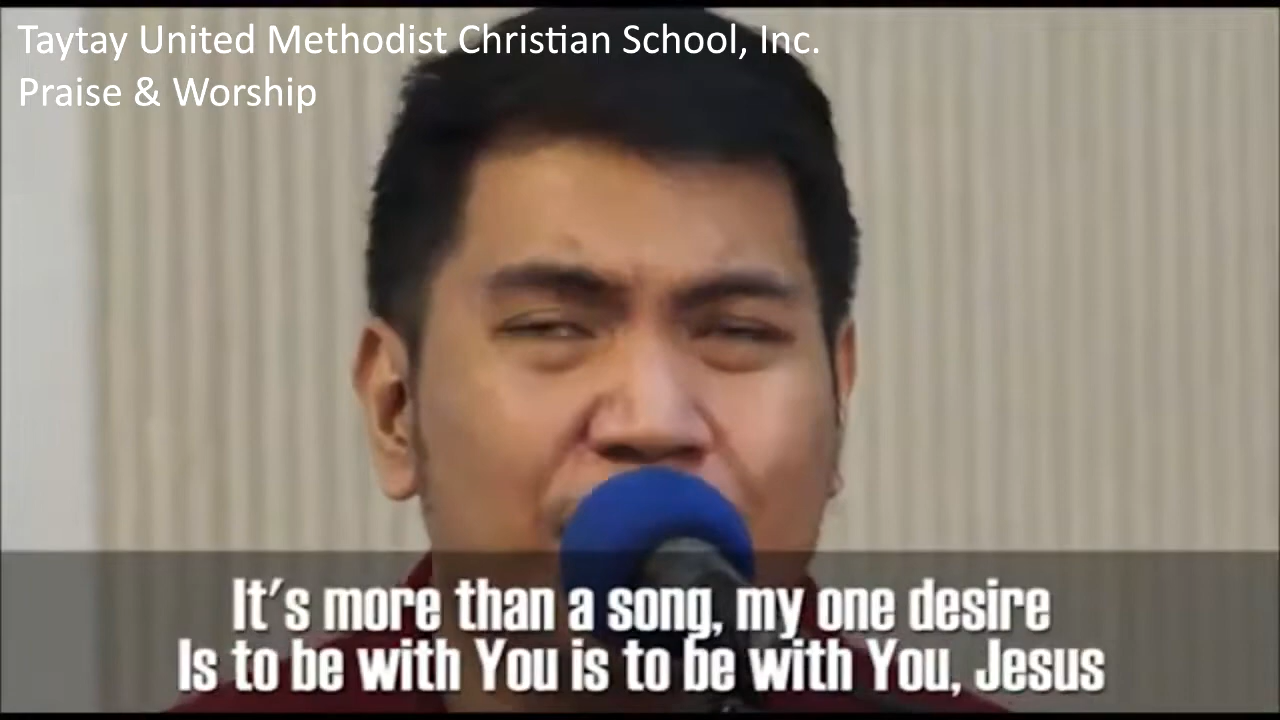 Taytay United Methodist Christian School, Inc.
Praise & Worship
It's more than a song, my one desire
Is to be with You is to be with You, Jesus